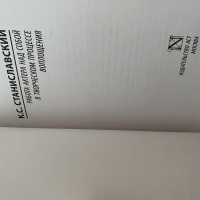 К.С. СТАНИСЛАВСКИЙ
РАБОТА АКТЕРА НАД СОБОЙ
В ТВОРЧЕСКОМ ПРОЦЕССЕ
ВОПЛОЩЕНИЯ
ИЗДАТЕЛЬСТВО АСТ
МОСКВА